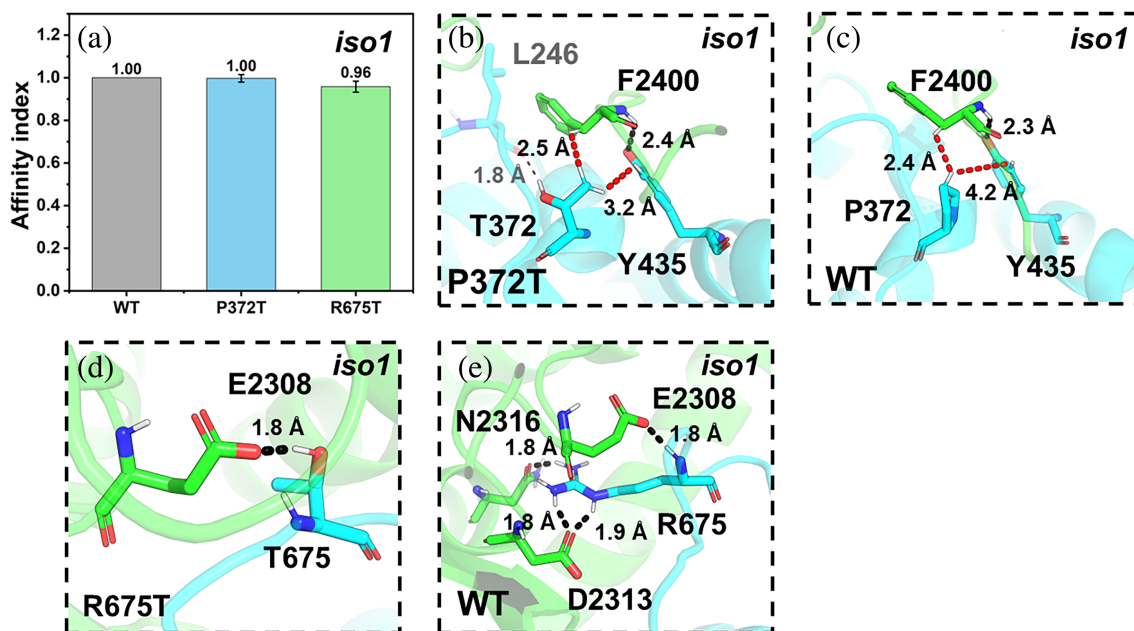 (a)
iso1
Affinity index
1.2
1.0
0.8
0.6
0.4
0.2
0.0
1.00
1.00
0.96
WT
P372T
R675T
(b)
iso1
L246
F2400
2.5 Å
2.4 Å
1.8 Å
3.2 Å
T372
Y435
P372T
(c)
iso1
F2400
2.3 Å
2.4 Å
4.2 Å
P372
Y435
WT
(d)
iso1
E2308
1.8 Å
T675
R675T
(e)
iso1
E2308
N2316
1.8 Å
1.8 Å
1.8 Å
1.9 Å
R675
D2313
WT